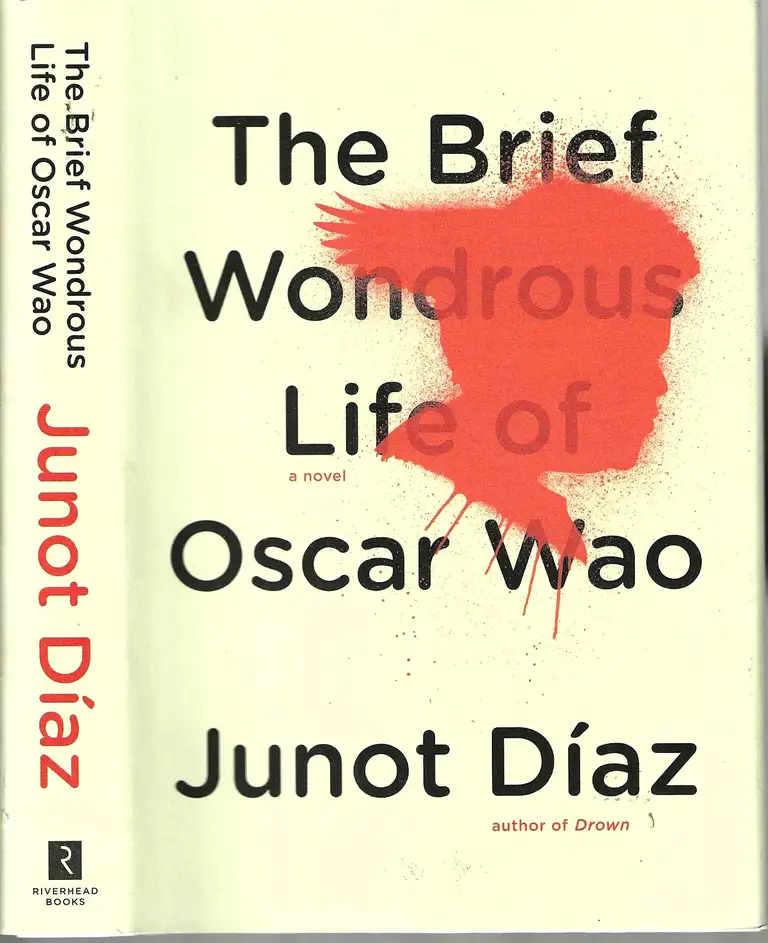 The Brief Wondrous
Life of Oscar Wao
Junot Díaz
R
RIVERHEAD
BOOKS
The Brief
Wondrous
Life of
a novel
Oscar Wao
Junot Díaz
author of Drown